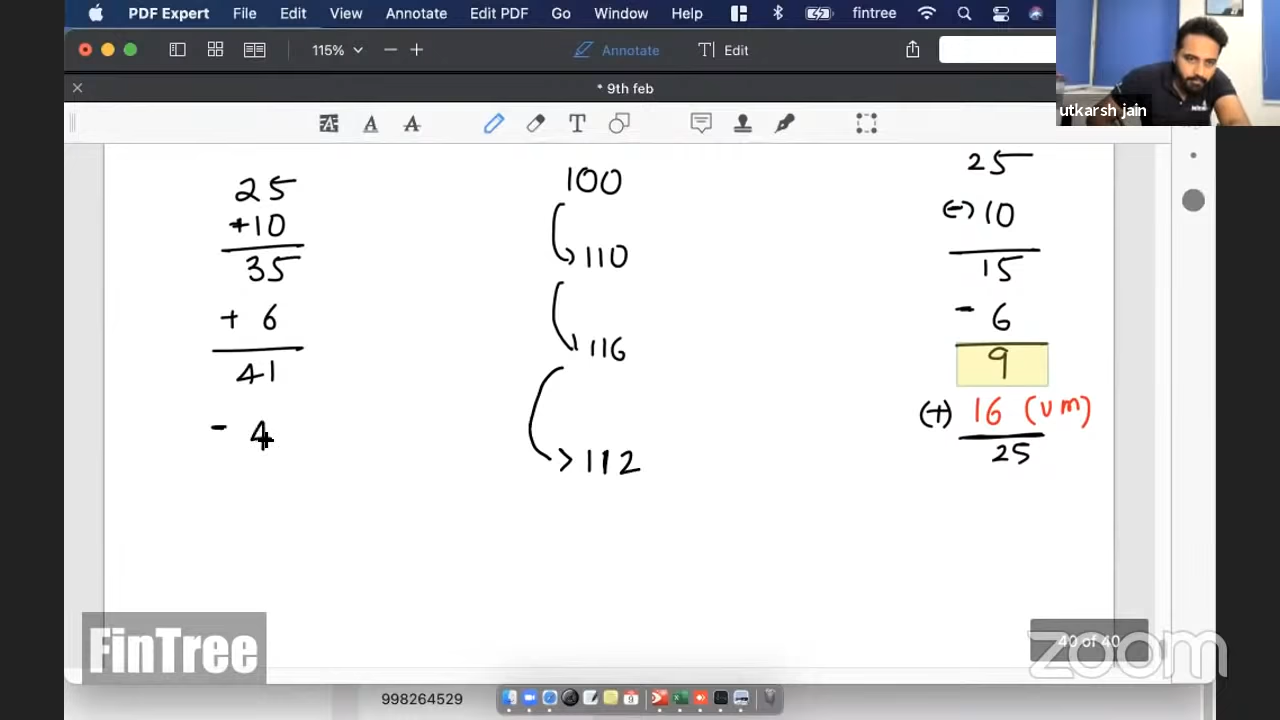 PDF Expert File Edit View Annotate Edit PDF Go Window Help fintree
115% Annotate T Edit
* 9th feb
utkarsh jain
25
+10
35
+ 6
41
- 4
100
110
116
112
25
(-) 10
15
- 6
9
(+) 16 (vm)
25
FinTree
40 of 40
zoom
998264529